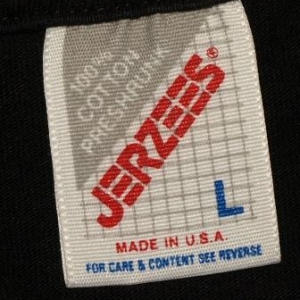 100%
COTTON
PRESHRUNK
JERZEES®
L
MADE IN U.S.A.
FOR CARE & CONTENT SEE REVERSE